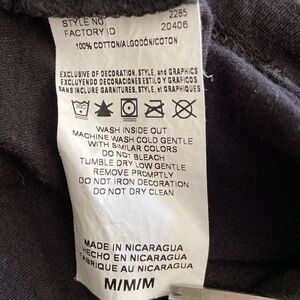 STYLE NO 2285
FACTORY ID 20406
100% COTTON/ALGODÓN/COTON
EXCLUSIVE OF DECORATION, STYLE, and GRAPHICS
EXCLUYENDO DECORACIONES ESTILO y GRAFICOS
SANS INCLURE GARNITURES, STYLE, et GRAPHIQUES
WASH INSIDE OUT
MACHINE WASH COLD GENTLE
WITH SIMILAR COLORS
DO NOT BLEACH
TUMBLE DRY LOW GENTLE
REMOVE PROMPTLY
DO NOT IRON DECORATION
DO NOT DRY CLEAN
MADE IN NICARAGUA
HECHO EN NICARAGUA
FABRIQUE AU NICARAGUA
M/M/M